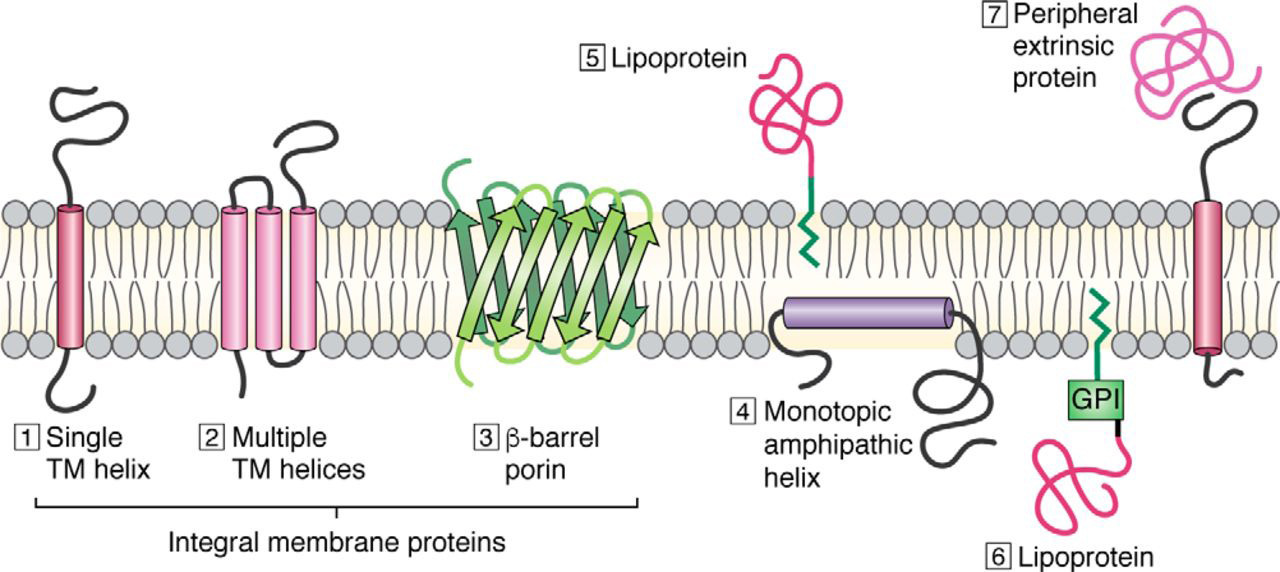 7 Peripheral
extrinsic
protein
5 Lipoprotein
1 Single
TM helix
2 Multiple
TM helices
3 β-barrel
porin
4 Monotopic
amphipathic
helix
GPI
Integral membrane proteins
6 Lipoprotein